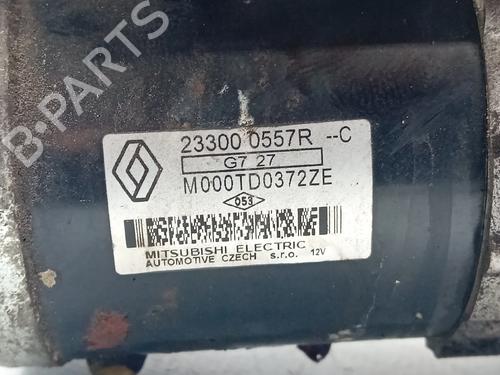 B-PARTS
23300 0557R --C
G7 27
M000TD0372ZE
053
MITSUBISHI ELECTRIC
AUTOMOTIVE CZECH s.r.o. 12V